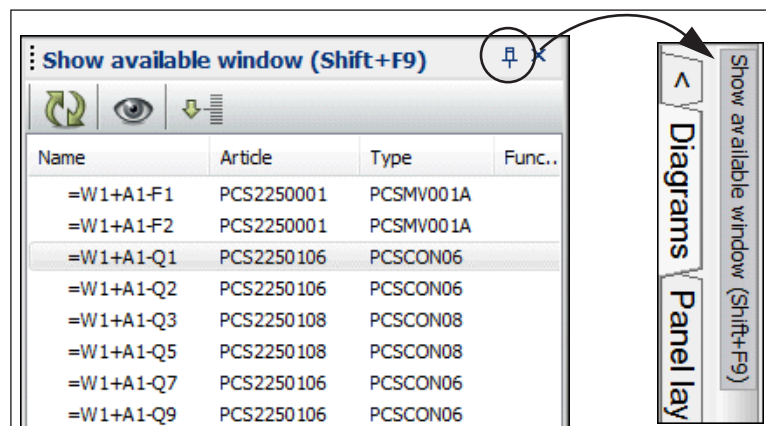 Show available window (Shift+F9)
Name Article Type Func..
=W1+A1-F1 PCS2250001 PCSMV001A
=W1+A1-F2 PCS2250001 PCSMV001A
=W1+A1-Q1 PCS2250106 PCSCON06
=W1+A1-Q2 PCS2250106 PCSCON06
=W1+A1-Q3 PCS2250108 PCSCON08
=W1+A1-Q5 PCS2250108 PCSCON08
=W1+A1-Q7 PCS2250106 PCSCON06
=W1+A1-Q9 PCS2250106 PCSCON06
Show available window (Shift+F9)
< Diagrams Panel lay